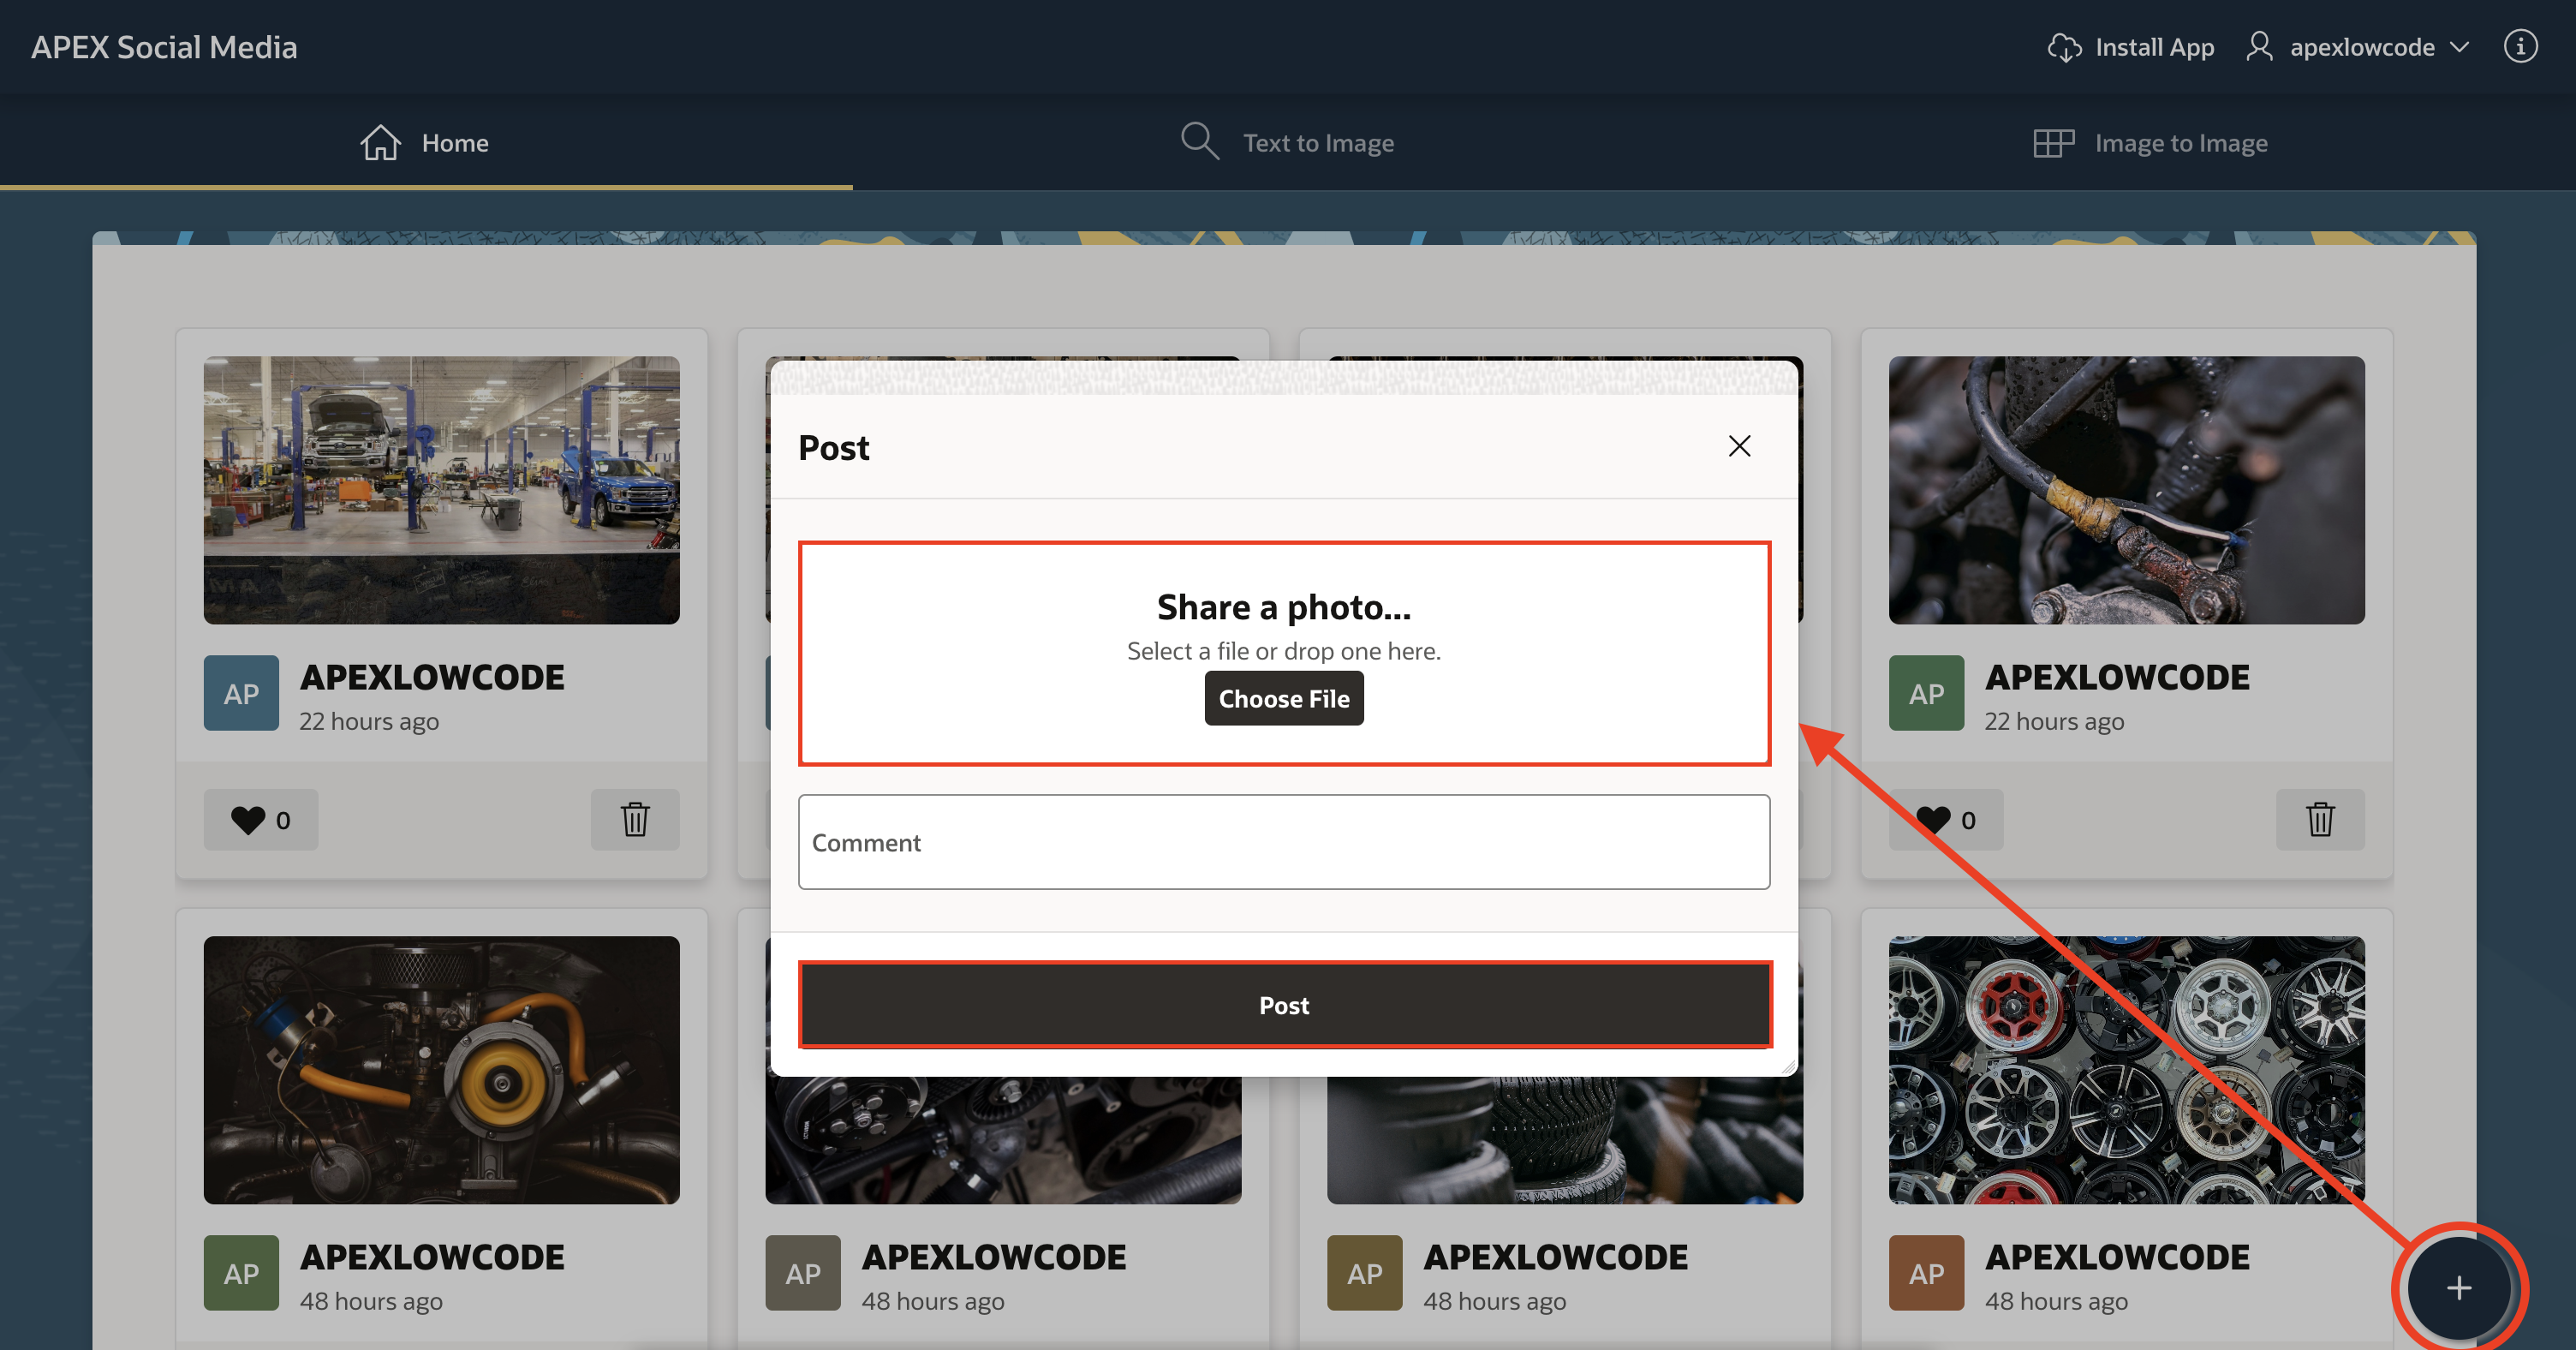 APEX Social Media
Install App
apexlowcode
Home
Text to Image
Image to Image
Post
Share a photo...
Select a file or drop one here.
Choose File
Comment
Post
AP
APEXLOWCODE
22 hours ago
0
AP
APEXLOWCODE
22 hours ago
0
AP
APEXLOWCODE
48 hours ago
AP
APEXLOWCODE
48 hours ago
AP
APEXLOWCODE
48 hours ago
AP
APEXLOWCODE
48 hours ago